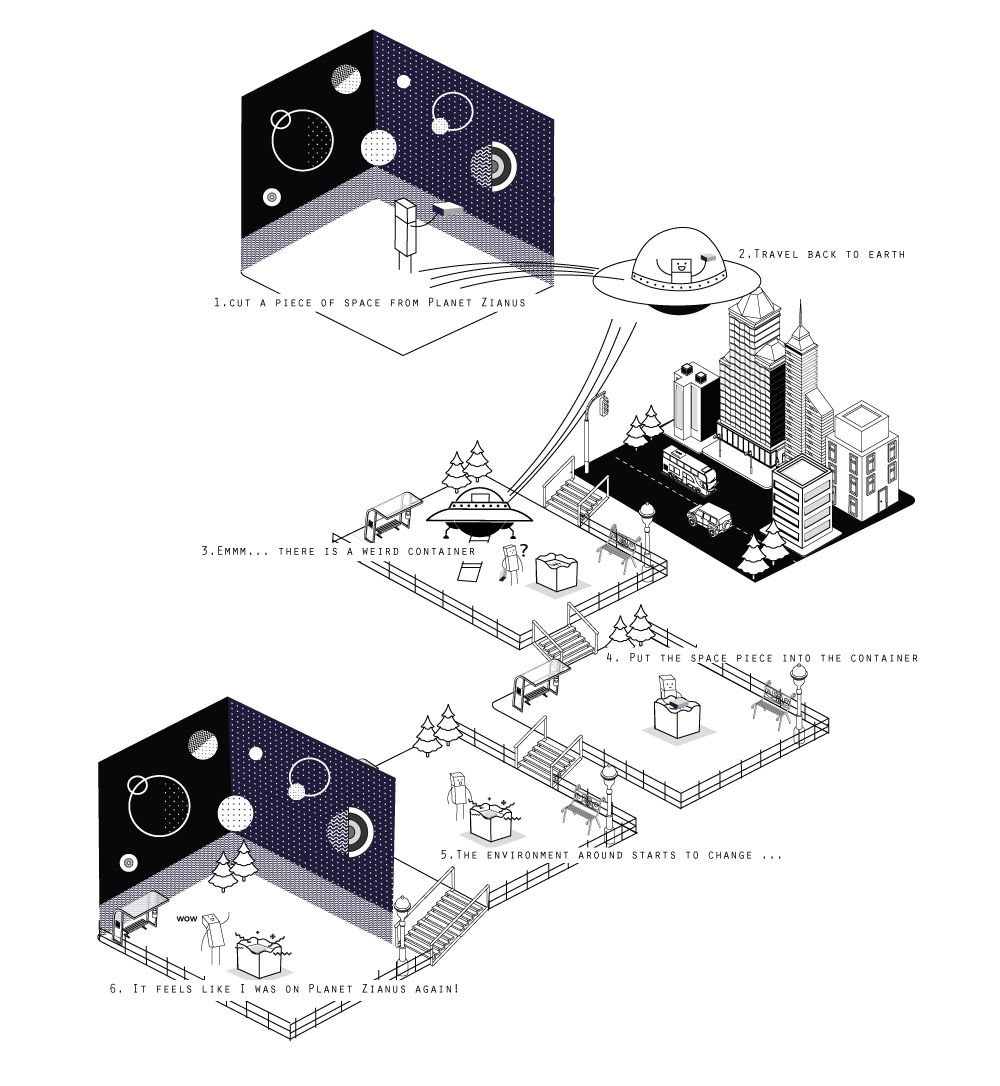 1.cut a piece of space from Planet Zianus
2.Travel back to earth
3.Emmm... there is a weird container
?
4. Put the space piece into the container
5.The environment around starts to change ...
wow
6. It feels like I was on Planet Zianus again!